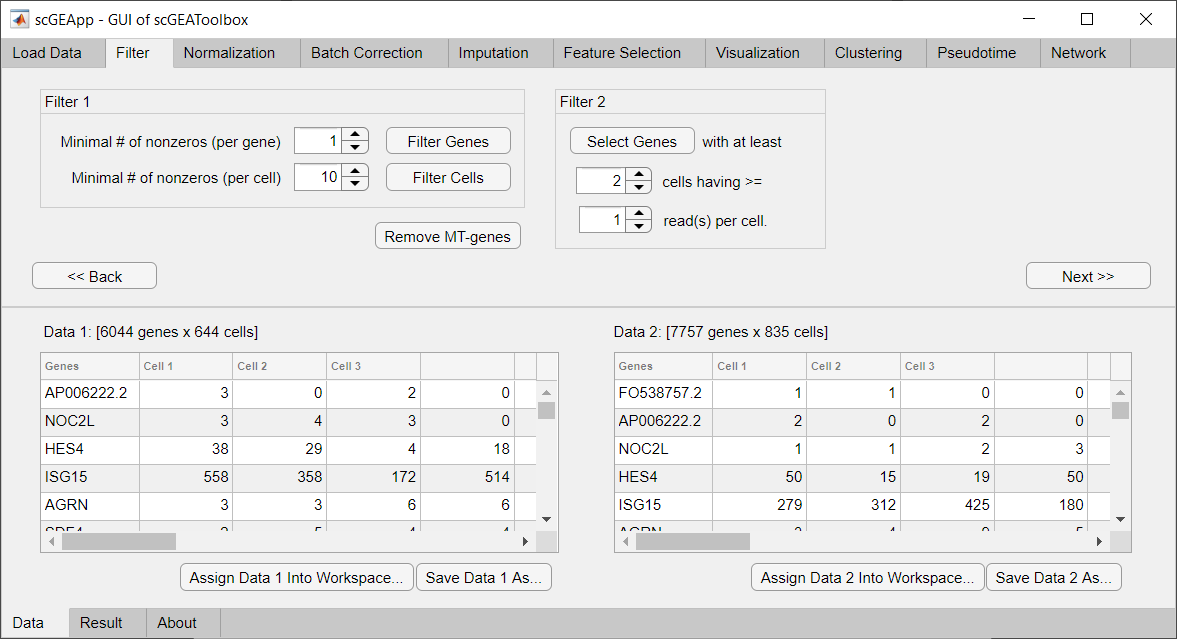 scGEApp - GUI of scGEAToolbox
Load Data Filter Normalization Batch Correction Imputation Feature Selection Visualization Clustering Pseudotime Network
Filter 1 Filter 2
Minimal # of nonzeros (per gene) 1 Filter Genes Select Genes with at least
Minimal # of nonzeros (per cell) 10 Filter Cells 2 cells having >=
1 read(s) per cell.
Remove MT-genes
<< Back Next >>
Data 1: [6044 genes x 644 cells] Data 2: [7757 genes x 835 cells]
Genes Cell 1 Cell 2 Cell 3 Genes Cell 1 Cell 2 Cell 3
AP006222.2 3 0 2 0 FO538757.2 1 1 0 0
NOC2L 3 4 3 0 AP006222.2 2 0 2 0
HES4 38 29 4 18 NOC2L 1 1 2 3
ISG15 558 358 172 514 HES4 50 15 19 50
AGRN 3 3 6 6 ISG15 279 312 425 180
Assign Data 1 Into Workspace... Save Data 1 As... Assign Data 2 Into Workspace... Save Data 2 As...
Data Result About